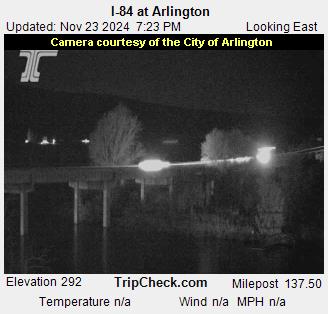 I-84 at Arlington
Updated: Nov 23 2024 7:23 PM Looking East
Camera courtesy of the City of Arlington
Elevation 292 TripCheck.com Milepost 137.50
Temperature n/a Wind n/a MPH n/a